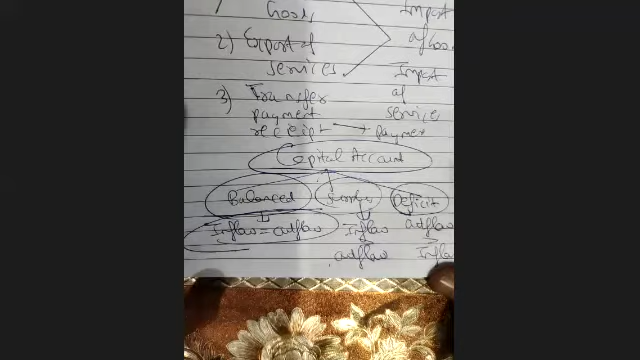 Goods
Import
of Goods
2) Export of
services
Import
of
service
3) Transfer
payment
receipt → payment
Capital Account
Balanced Surplus Deficit
Inflow = outflow Inflow outflow
> >
outflow Inflow